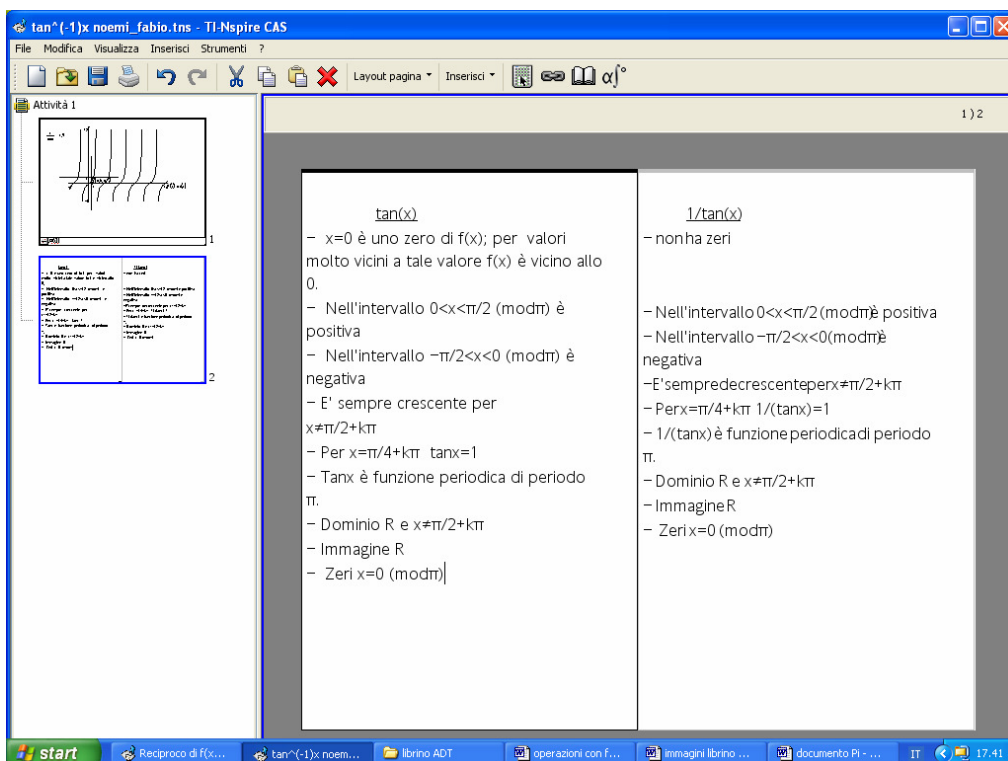 tan^(-1)x noemi_fabio.tns - TI-Nspire CAS
File Modifica Visualizza Inserisci Strumenti ?
Layout pagina Inserisci α∫°
Attività 1
1
2
1)2
tan(x)
– x=0 è uno zero di f(x); per valori
molto vicini a tale valore f(x) è vicino allo
0.
– Nell'intervallo 0<x<π/2 (modπ) è
positiva
– Nell'intervallo –π/2<x<0 (modπ) è
negativa
– E' sempre crescente per
x≠π/2+kπ
– Per x=π/4+kπ tanx=1
– Tanx è funzione periodica di periodo
π.
– Dominio R e x≠π/2+kπ
– Immagine R
– Zeri x=0 (modπ)
1/tan(x)
– non ha zeri
– Nell'intervallo 0<x<π/2 (modπ) è positiva
– Nell'intervallo –π/2<x<0 (modπ) è
negativa
– E' sempre decrescente per x≠π/2+kπ
– Per x=π/4+kπ 1/(tanx)=1
– 1/(tanx) è funzione periodica di periodo
π.
– Dominio R e x≠π/2+kπ
– Immagine R
– Zeri x=0 (modπ)
start Reciproco di f(x... tan^(-1)x noem... librino ADT operazioni con f... immagini librino ... documento Pi - ... IT 17.41